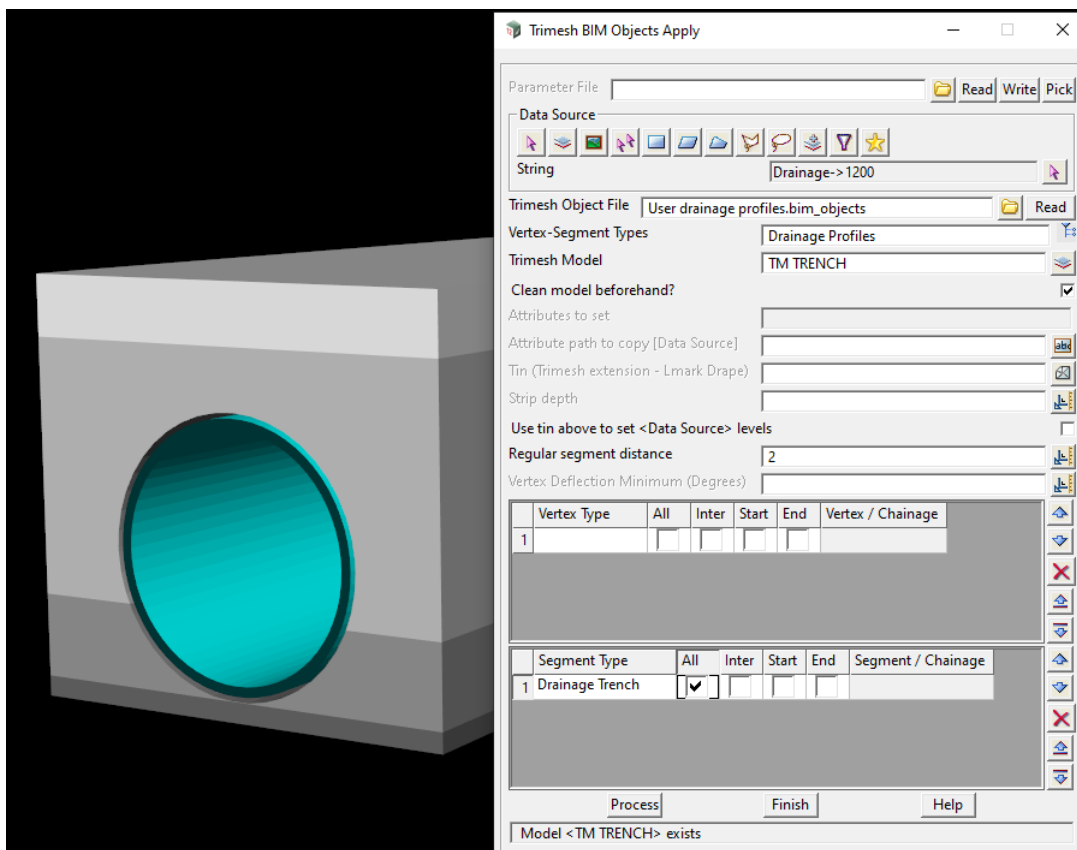 Trimesh BIM Objects Apply
Parameter File Read Write Pick
Data Source
String Drainage->1200
Trimesh Object File User drainage profiles.bim_objects Read
Vertex-Segment Types Drainage Profiles
Trimesh Model TM TRENCH
Clean model beforehand?
Attributes to set
Attribute path to copy [Data Source] abc
Tin (Trimesh extension - Lmark Drape)
Strip depth
Use tin above to set <Data Source> levels
Regular segment distance 2
Vertex Deflection Minimum (Degrees)
Vertex Type All Inter Start End Vertex / Chainage
1
Segment Type All Inter Start End Segment / Chainage
1 Drainage Trench
Process Finish Help
Model <TM TRENCH> exists